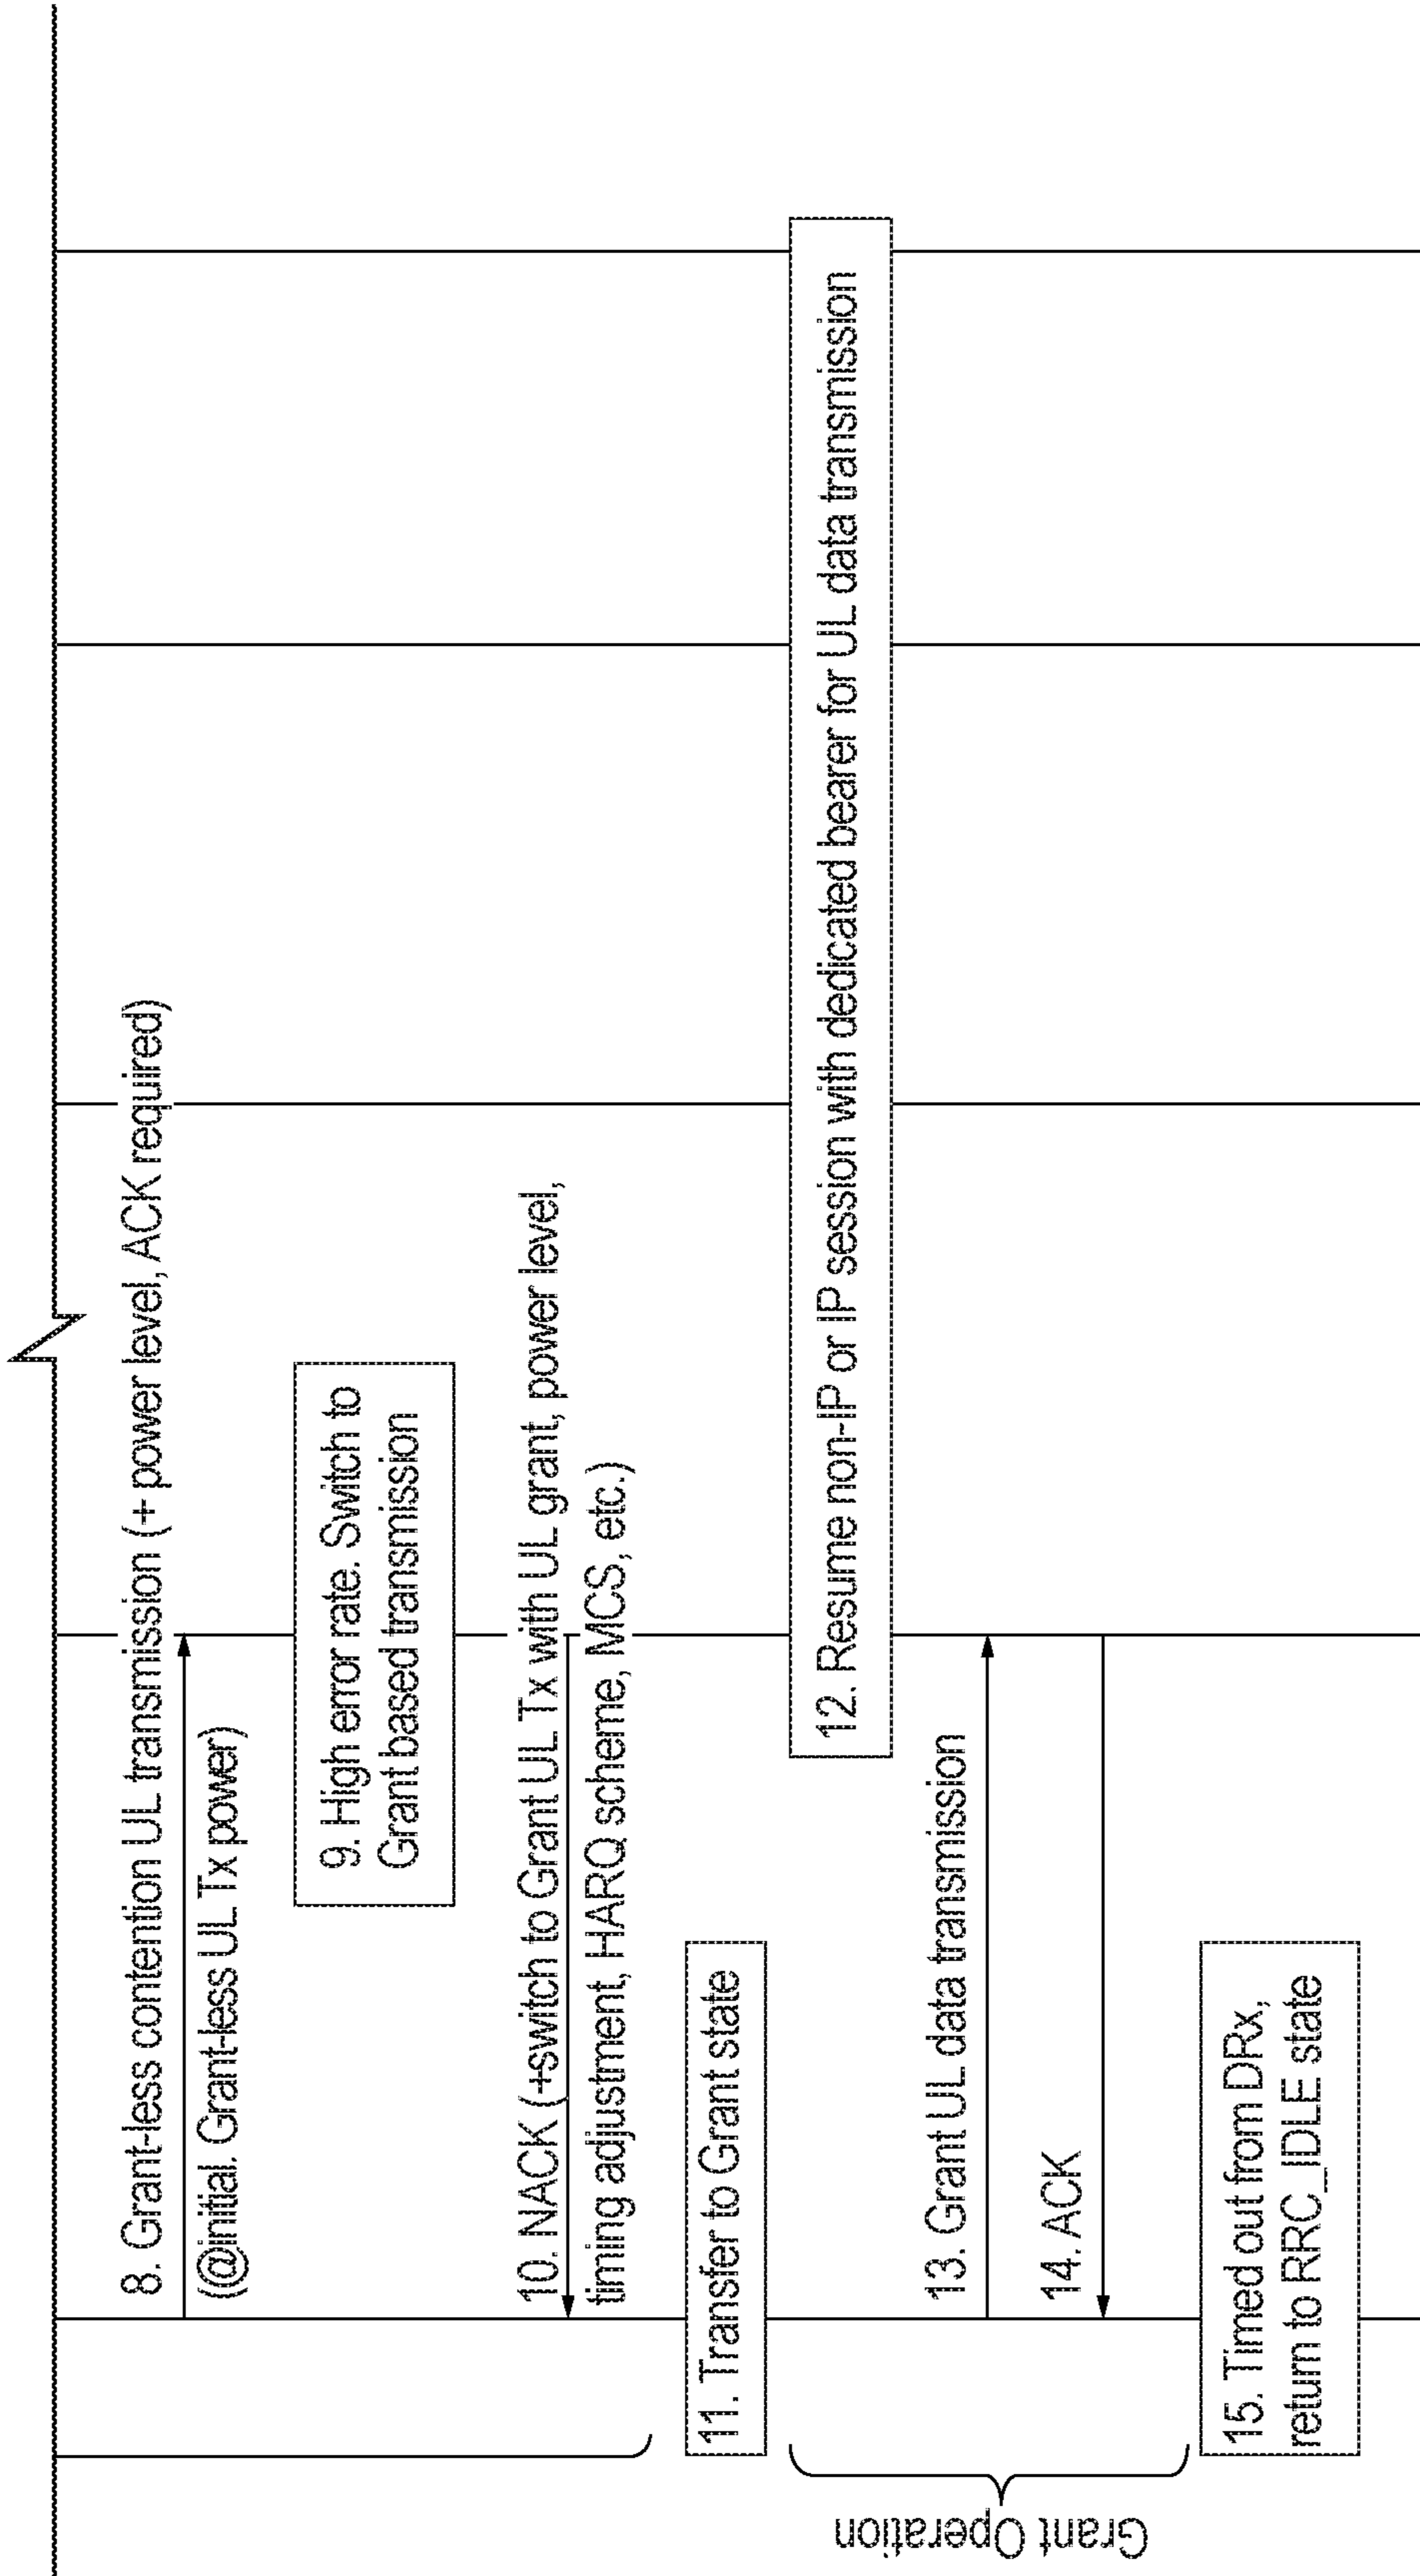 8. Grant-less contention UL transmission (+ power level, ACK required)
(@initial. Grant-less UL Tx power)
9. High error rate. Switch to
Grant based transmission
10. NACK (+switch to Grant UL Tx with UL grant, power level,
timing adjustment, HARQ scheme, MCS, etc.)
11. Transfer to Grant state
12. Resume non-IP or IP session with dedicated bearer for UL data transmission
13. Grant UL data transmission
14. ACK
Grant Operation
15. Timed out from DRx,
return to RRC_IDLE state